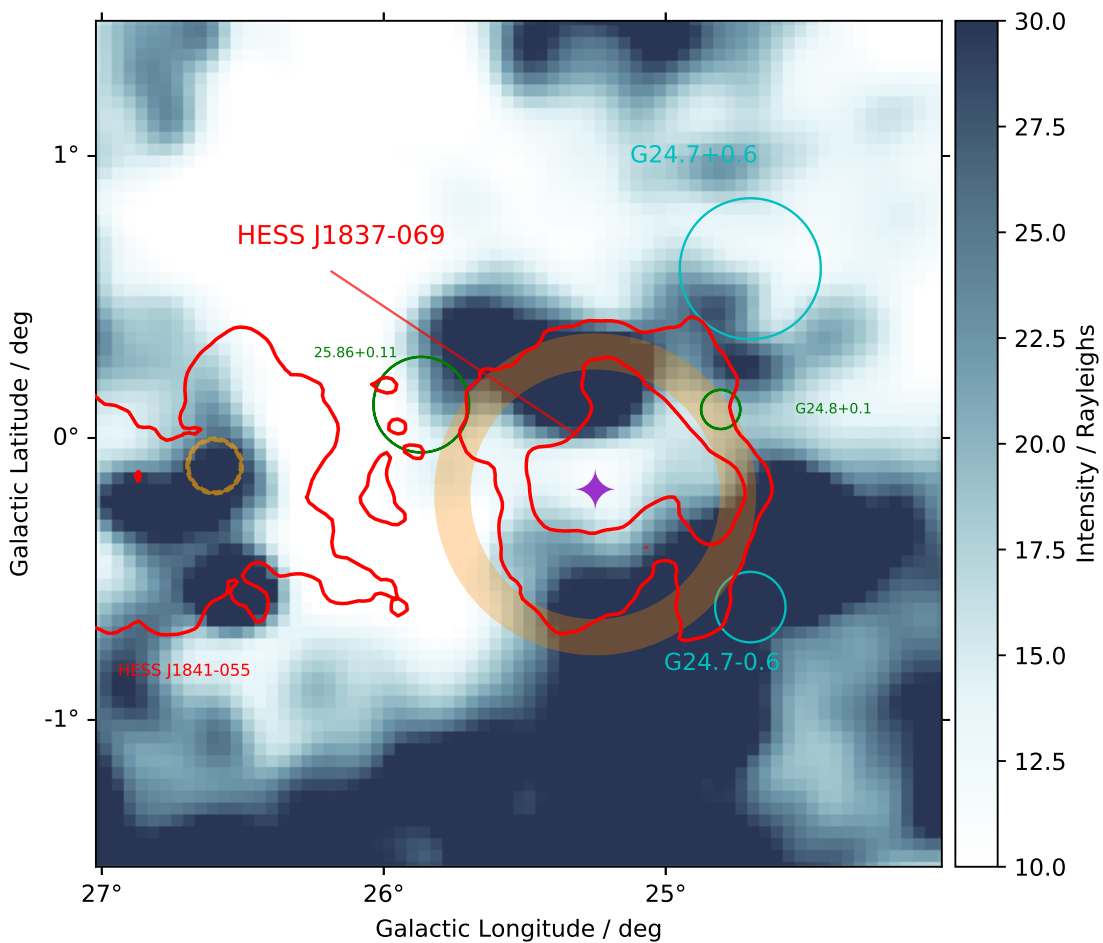 30.0
27.5
25.0
22.5
20.0
17.5
15.0
12.5
10.0
Intensity / Rayleighs
1°
0°
-1°
Galactic Latitude / deg
G24.7+0.6
HESS J1837-069
25.86+0.11
G24.8+0.1
G24.7-0.6
HESS J1841-055
27°
26°
25°
Galactic Longitude / deg